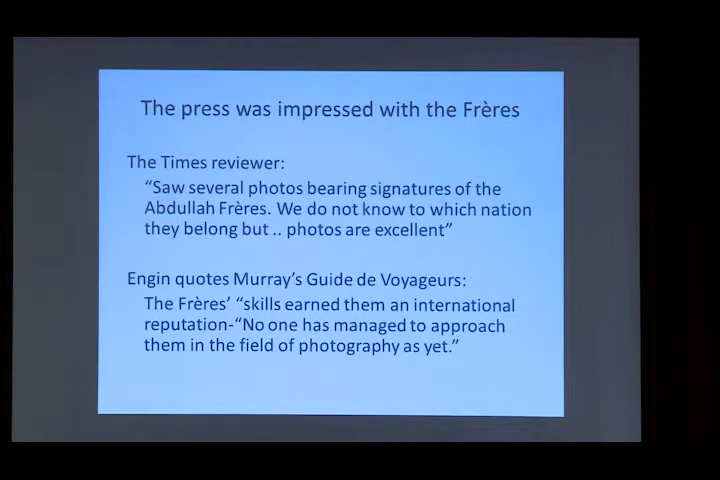 The press was impressed with the Frères
The Times reviewer:
“Saw several photos bearing signatures of the
Abdullah Frères. We do not know to which nation
they belong but .. photos are excellent”
Engin quotes Murray’s Guide de Voyageurs:
The Frères’ “skills earned them an international
reputation-“No one has managed to approach
them in the field of photography as yet.”